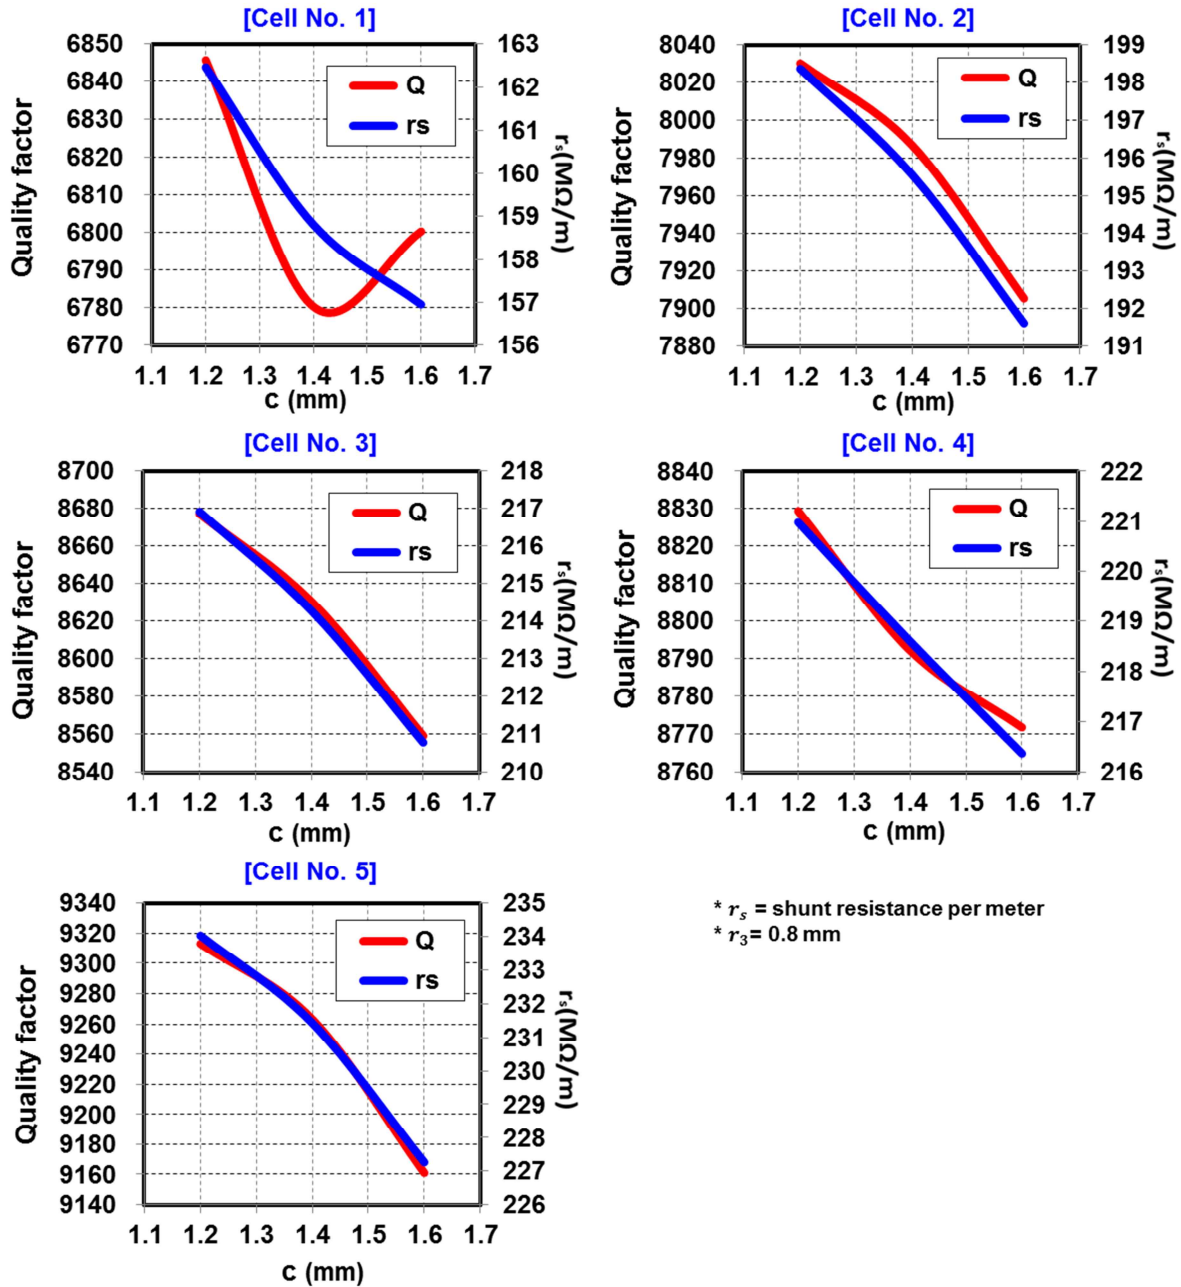 [Cell No. 1]
Quality factor
6850
6840
6830
6820
6810
6800
6790
6780
6770
Q
rs
163
162
161
160
159
158
157
156
rₛ(MΩ/m)
1.1 1.2 1.3 1.4 1.5 1.6 1.7
c (mm)
[Cell No. 2]
Quality factor
8040
8020
8000
7980
7960
7940
7920
7900
7880
Q
rs
199
198
197
196
195
194
193
192
191
rₛ(MΩ/m)
1.1 1.2 1.3 1.4 1.5 1.6 1.7
c (mm)
[Cell No. 3]
Quality factor
8700
8680
8660
8640
8620
8600
8580
8560
8540
Q
rs
218
217
216
215
214
213
212
211
210
rₛ(MΩ/m)
1.1 1.2 1.3 1.4 1.5 1.6 1.7
c (mm)
[Cell No. 4]
Quality factor
8840
8830
8820
8810
8800
8790
8780
8770
8760
Q
rs
222
221
220
219
218
217
216
rₛ(MΩ/m)
1.1 1.2 1.3 1.4 1.5 1.6 1.7
c (mm)
[Cell No. 5]
Quality factor
9340
9320
9300
9280
9260
9240
9220
9200
9180
9160
9140
Q
rs
235
234
233
232
231
230
229
228
227
226
rₛ(MΩ/m)
1.1 1.2 1.3 1.4 1.5 1.6 1.7
c (mm)
* rₛ = shunt resistance per meter
* r₃= 0.8 mm